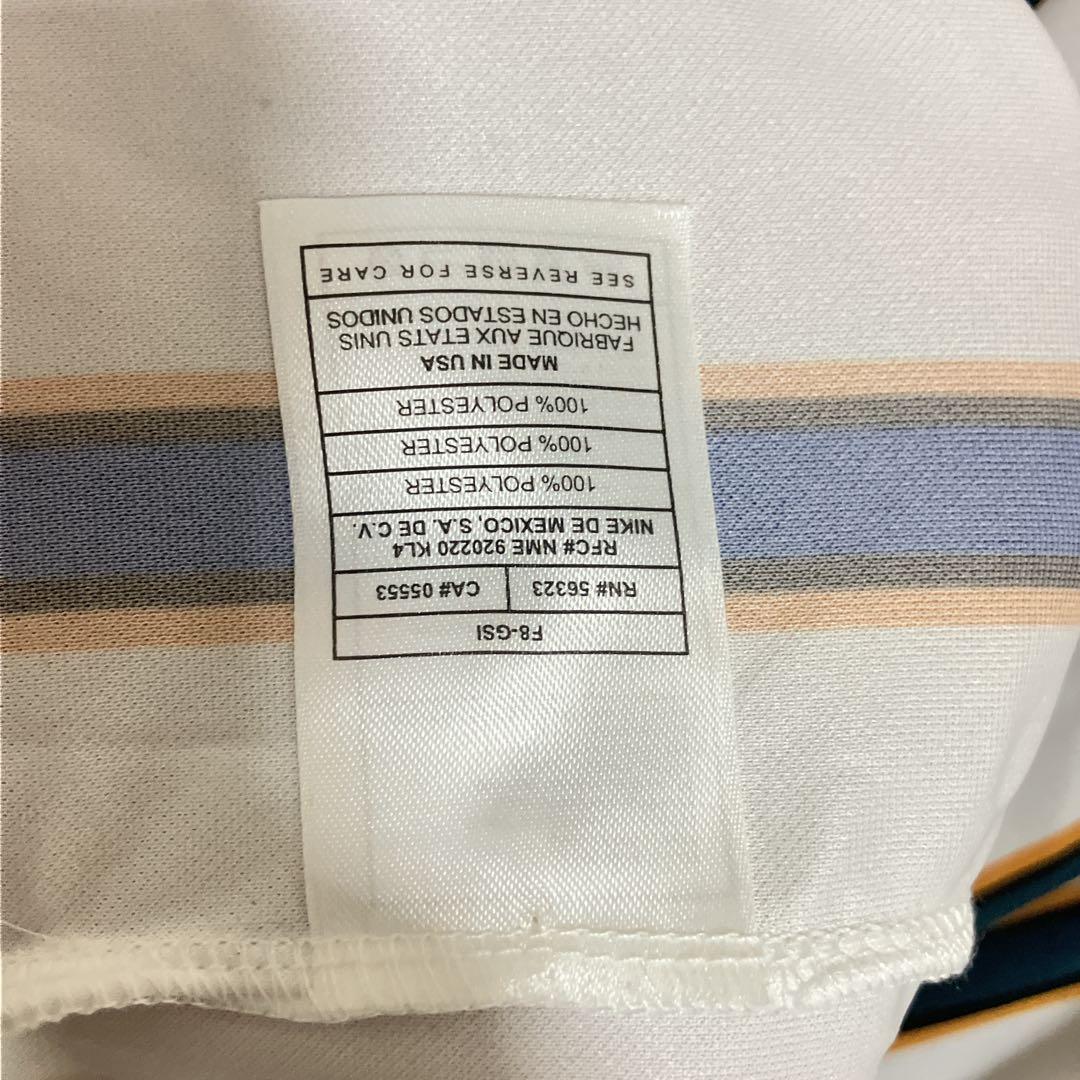 F8-GSI
RN# 56323 CA# 05553
RFC# NME 920220 KL4
NIKE DE MEXICO, S.A. DE C.V.
100% POLYESTER
100% POLYESTER
100% POLYESTER
MADE IN USA
FABRIQUE AUX ETATS UNIS
HECHO EN ESTADOS UNIDOS
SEE REVERSE FOR CARE